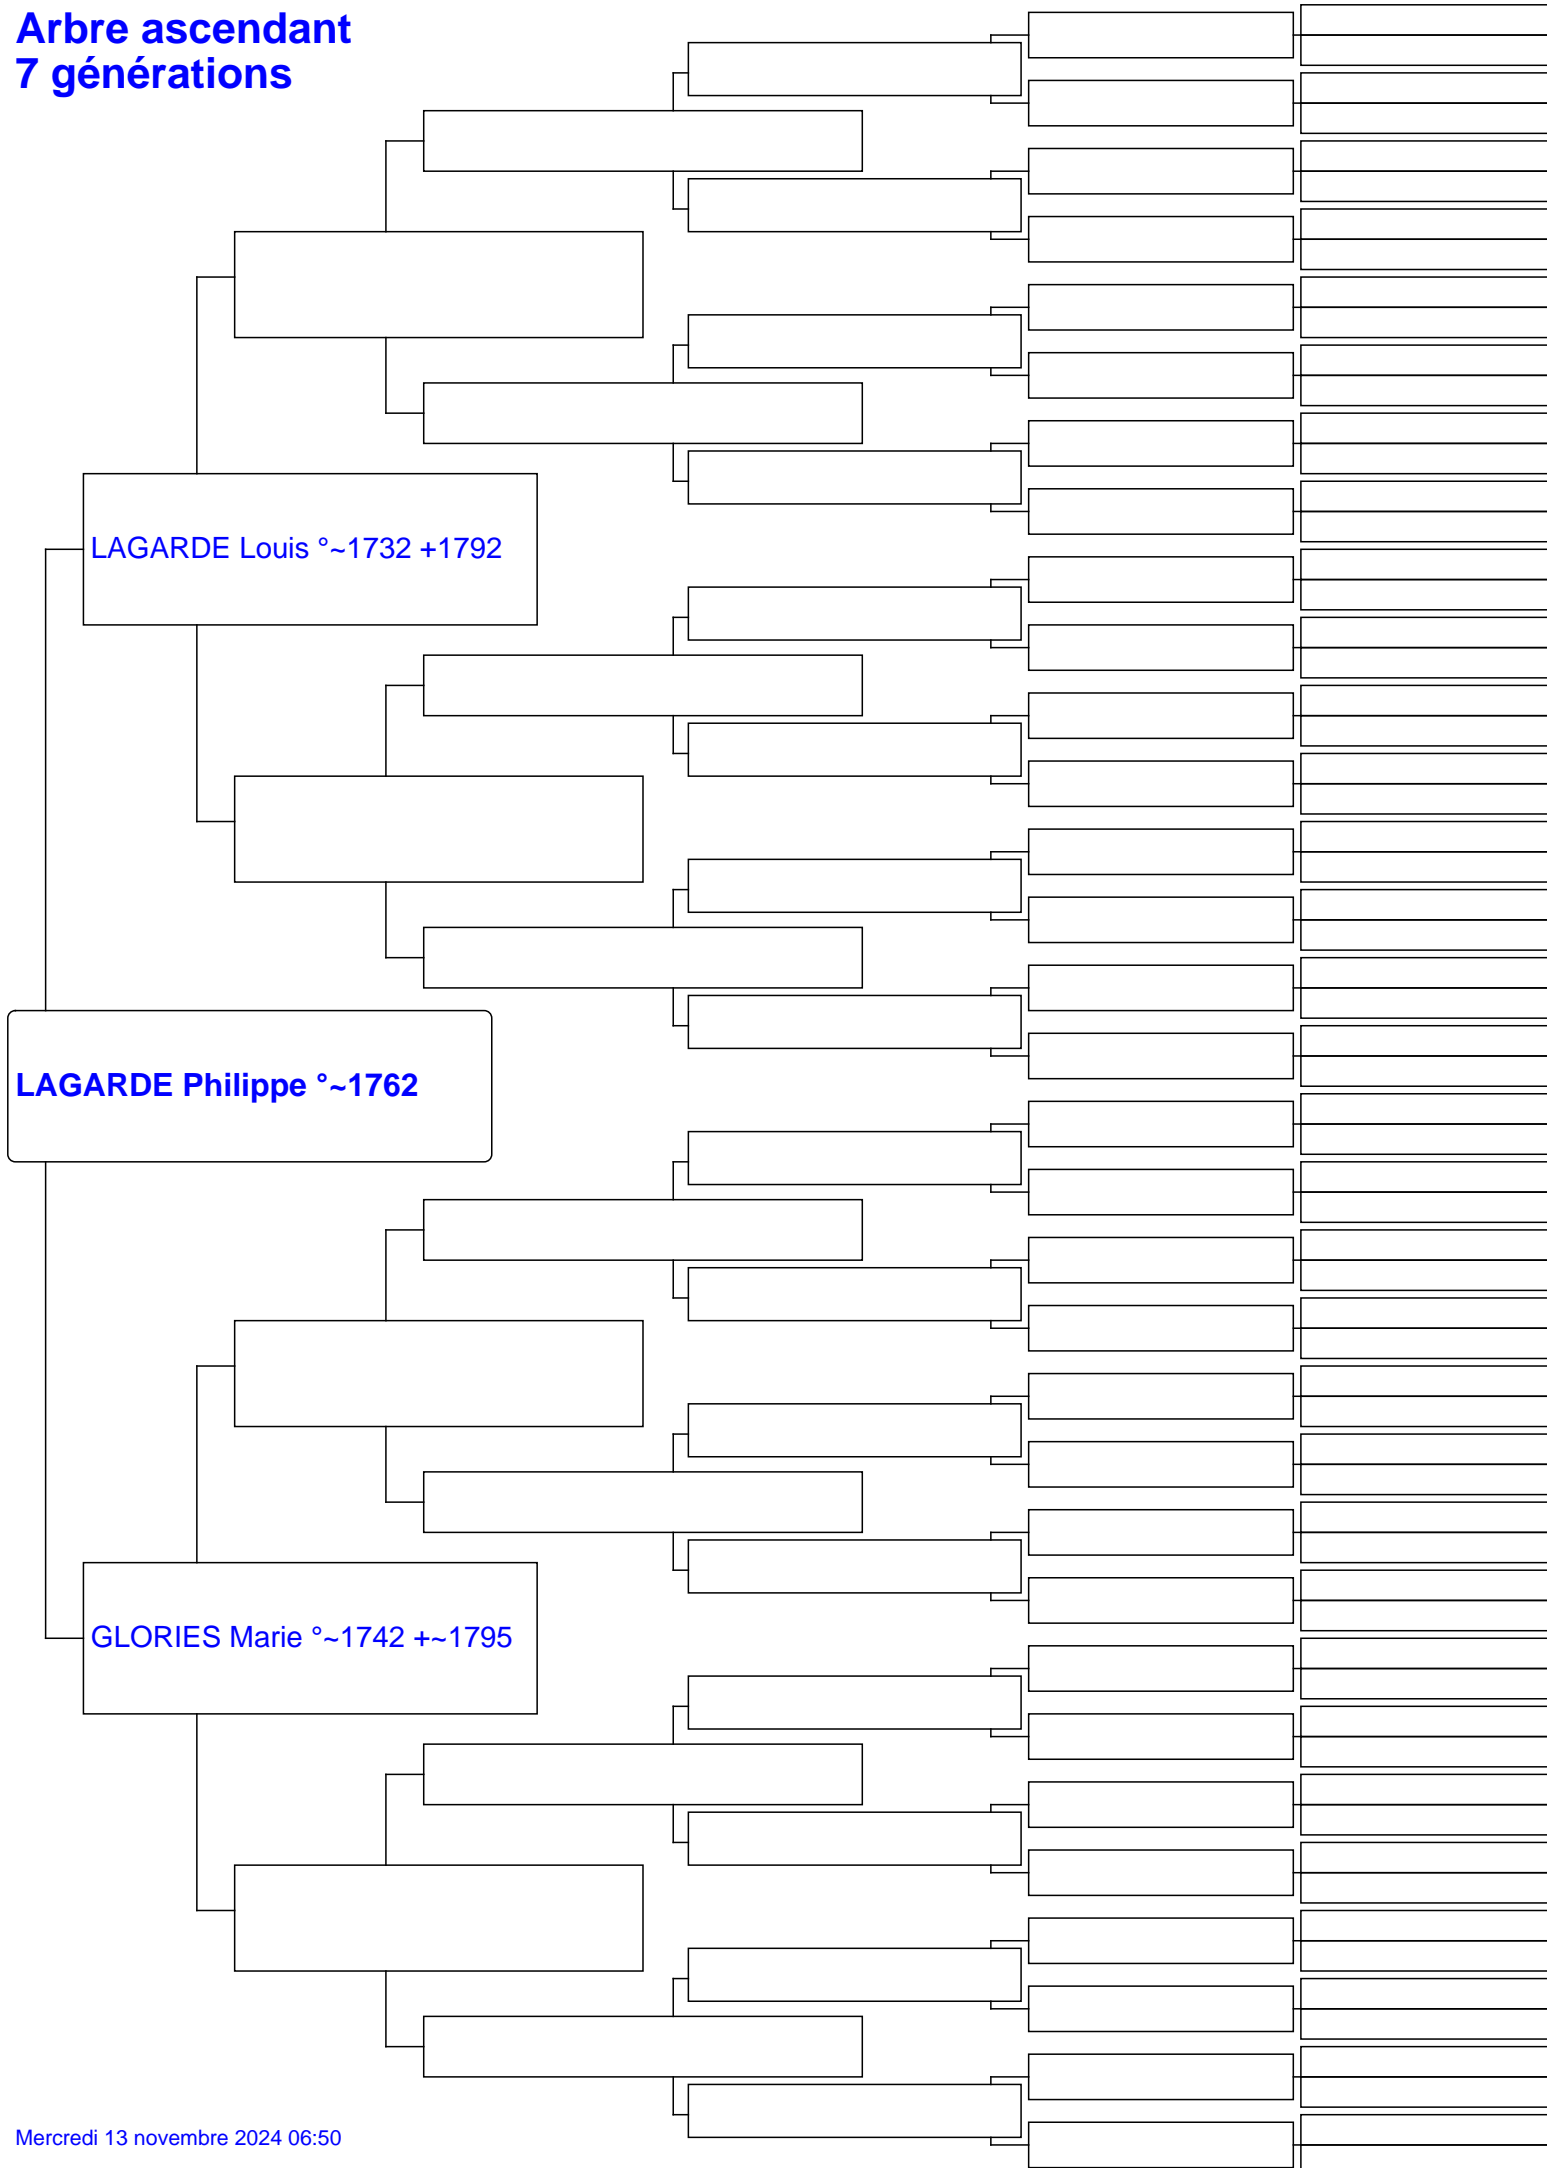 Arbre ascendant
7 générations
LAGARDE Louis °~1732 +1792
LAGARDE Philippe °~1762
GLORIES Marie °~1742 +~1795
Mercredi 13 novembre 2024 06:50